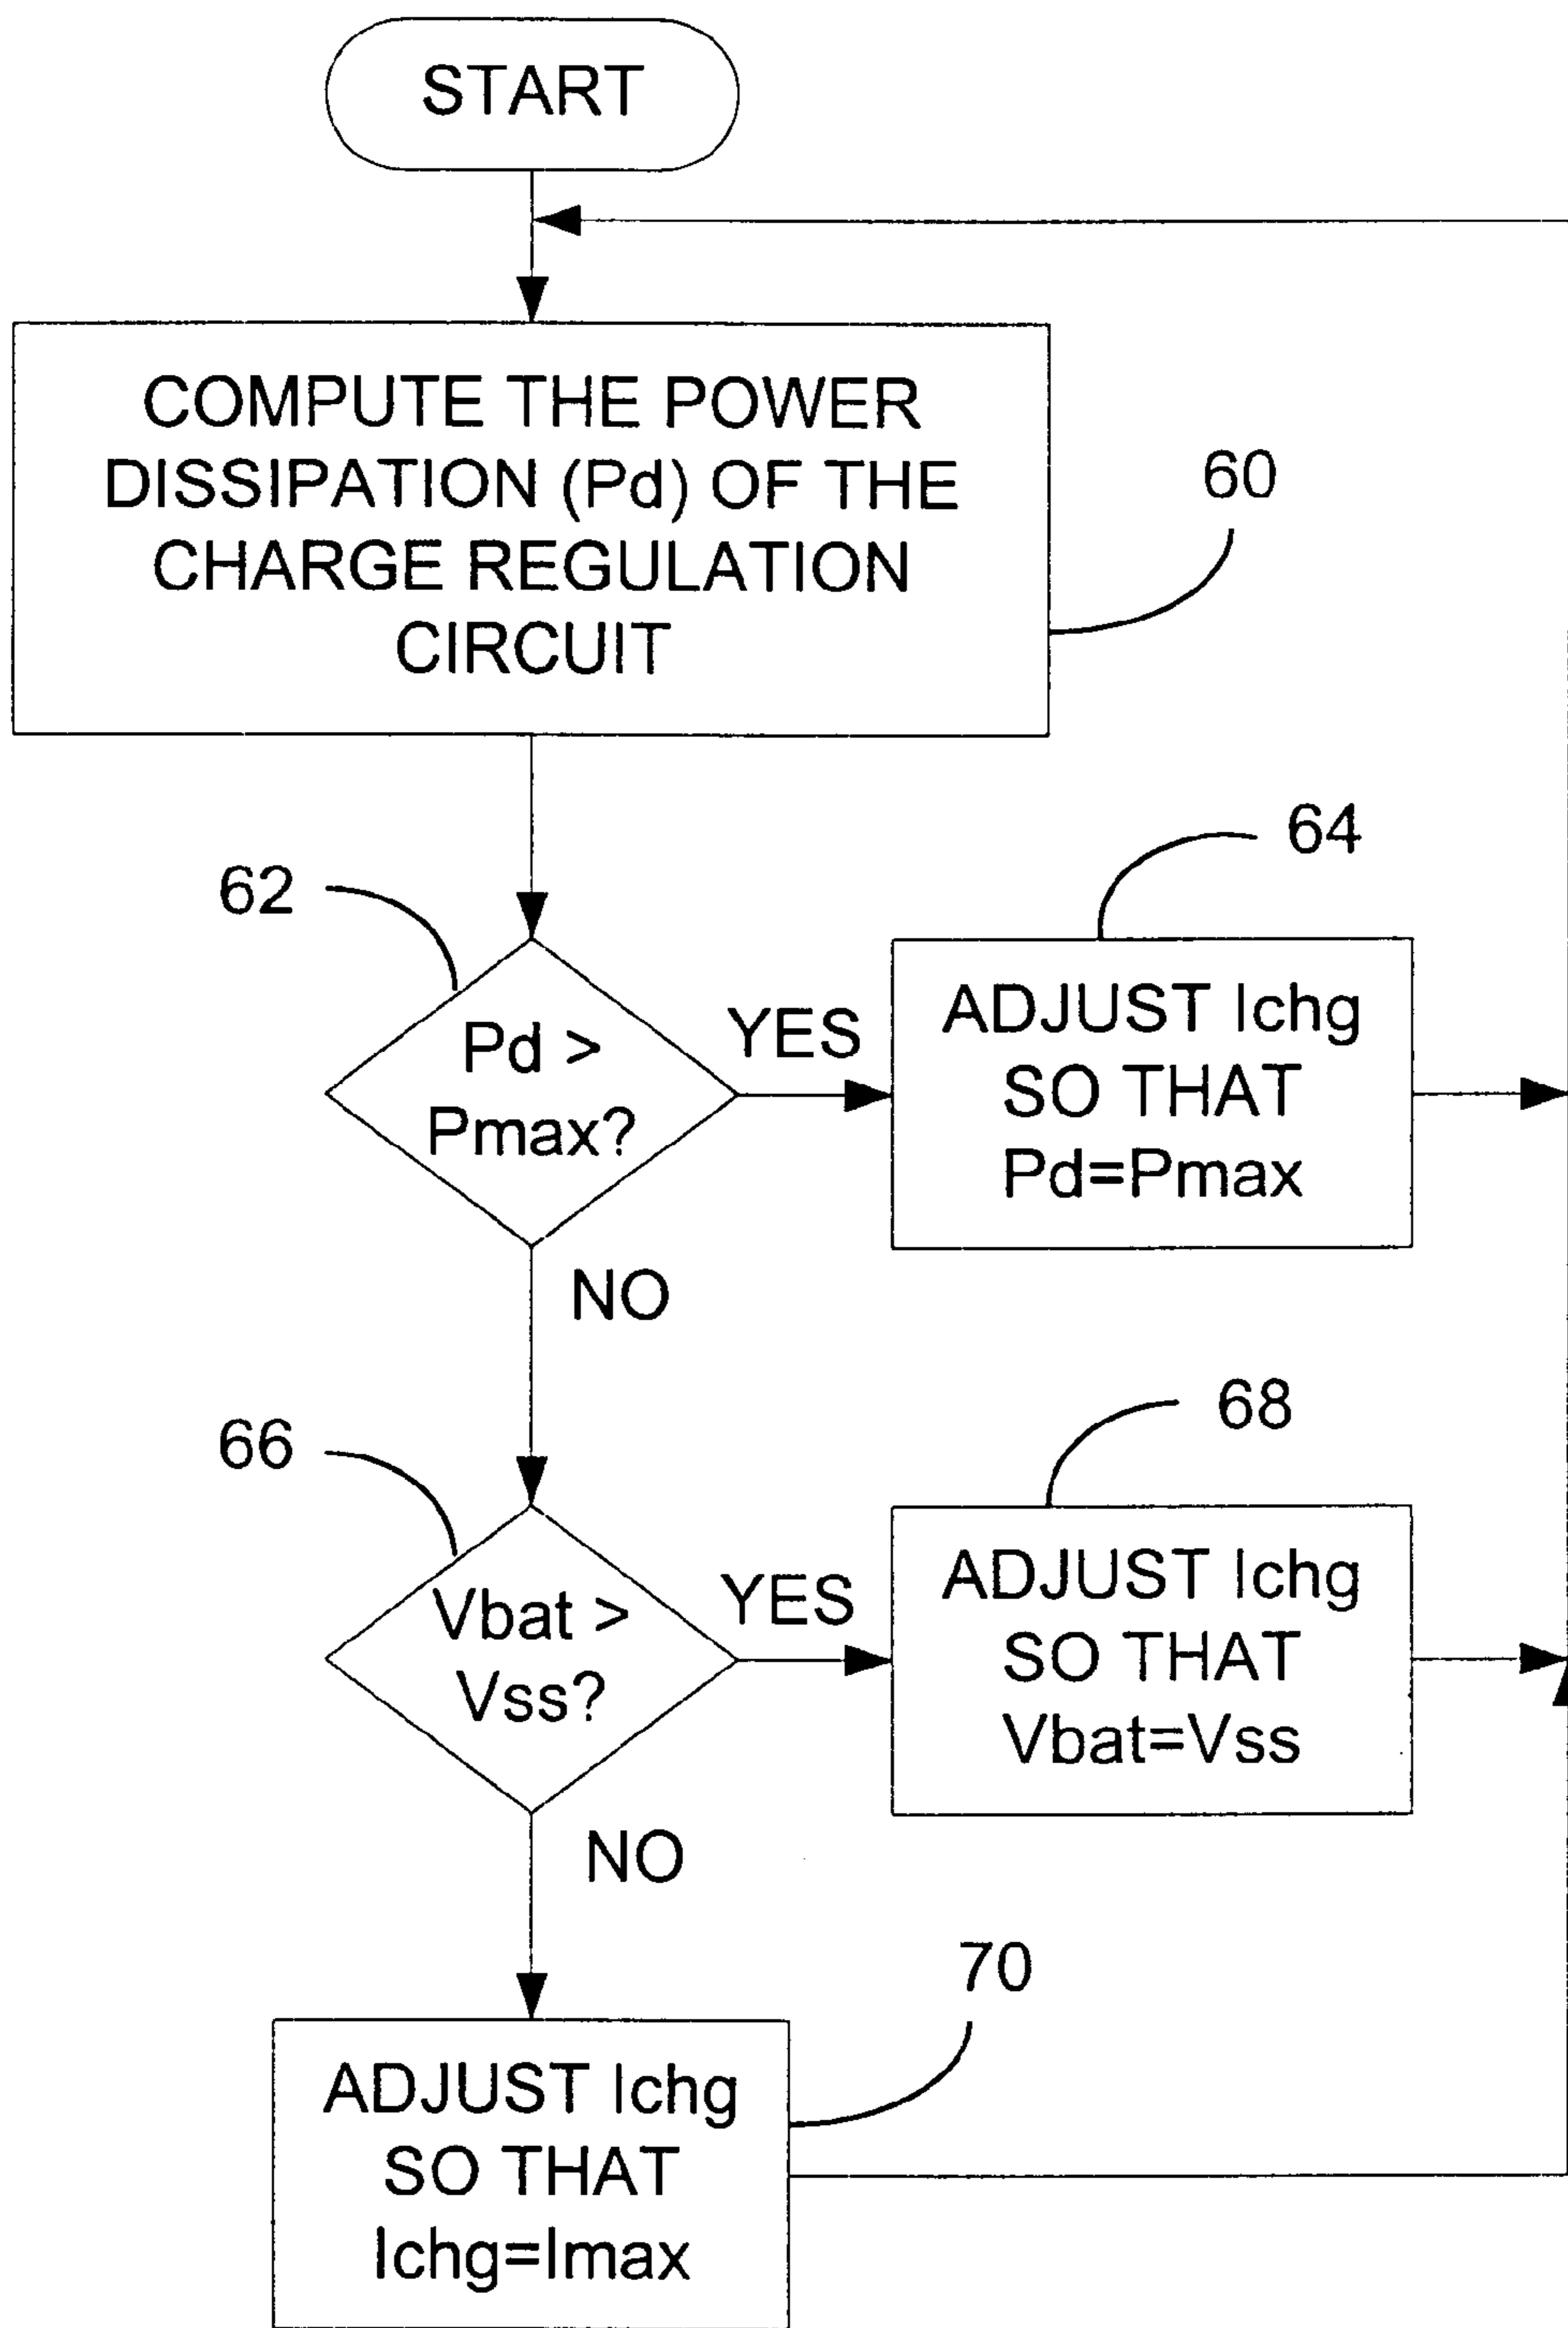 START
COMPUTE THE POWER
DISSIPATION (Pd) OF THE
CHARGE REGULATION
CIRCUIT
60
62
Pd >
Pmax?
YES
64
ADJUST Ichg
SO THAT
Pd=Pmax
NO
66
Vbat >
Vss?
YES
68
ADJUST Ichg
SO THAT
Vbat=Vss
NO
70
ADJUST Ichg
SO THAT
Ichg=Imax